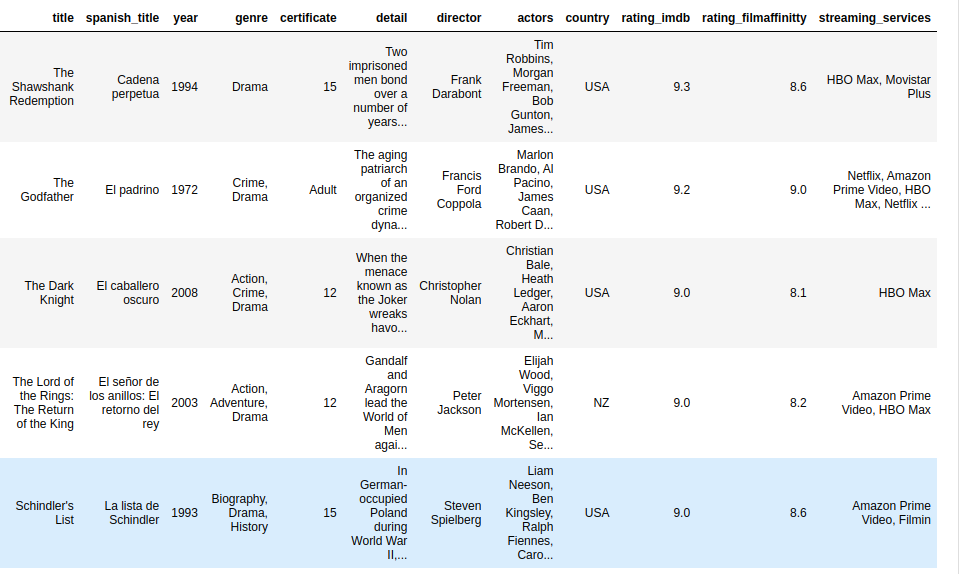 title spanish_title year genre certificate detail director actors country rating_imdb rating_filmaffinitty streaming_services
The Shawshank Redemption Cadena perpetua 1994 Drama 15 Two imprisoned men bond over a number of years... Frank Darabont Tim Robbins, Morgan Freeman, Bob Gunton, James... USA 9.3 8.6 HBO Max, Movistar Plus
The Godfather El padrino 1972 Crime, Drama Adult The aging patriarch of an organized crime dyna... Francis Ford Coppola Marlon Brando, Al Pacino, James Caan, Robert D... USA 9.2 9.0 Netflix, Amazon Prime Video, HBO Max, Netflix ...
The Dark Knight El caballero oscuro 2008 Action, Crime, Drama 12 When the menace known as the Joker wreaks havo... Christopher Nolan Christian Bale, Heath Ledger, Aaron Eckhart, M... USA 9.0 8.1 HBO Max
The Lord of the Rings: The Return of the King El señor de los anillos: El retorno del rey 2003 Action, Adventure, Drama 12 Gandalf and Aragorn lead the World of Men agai... Peter Jackson Elijah Wood, Viggo Mortensen, Ian McKellen, Se... NZ 9.0 8.2 Amazon Prime Video, HBO Max
Schindler's List La lista de Schindler 1993 Biography, Drama, History 15 In German-occupied Poland during World War II,... Steven Spielberg Liam Neeson, Ben Kingsley, Ralph Fiennes, Caro... USA 9.0 8.6 Amazon Prime Video, Filmin